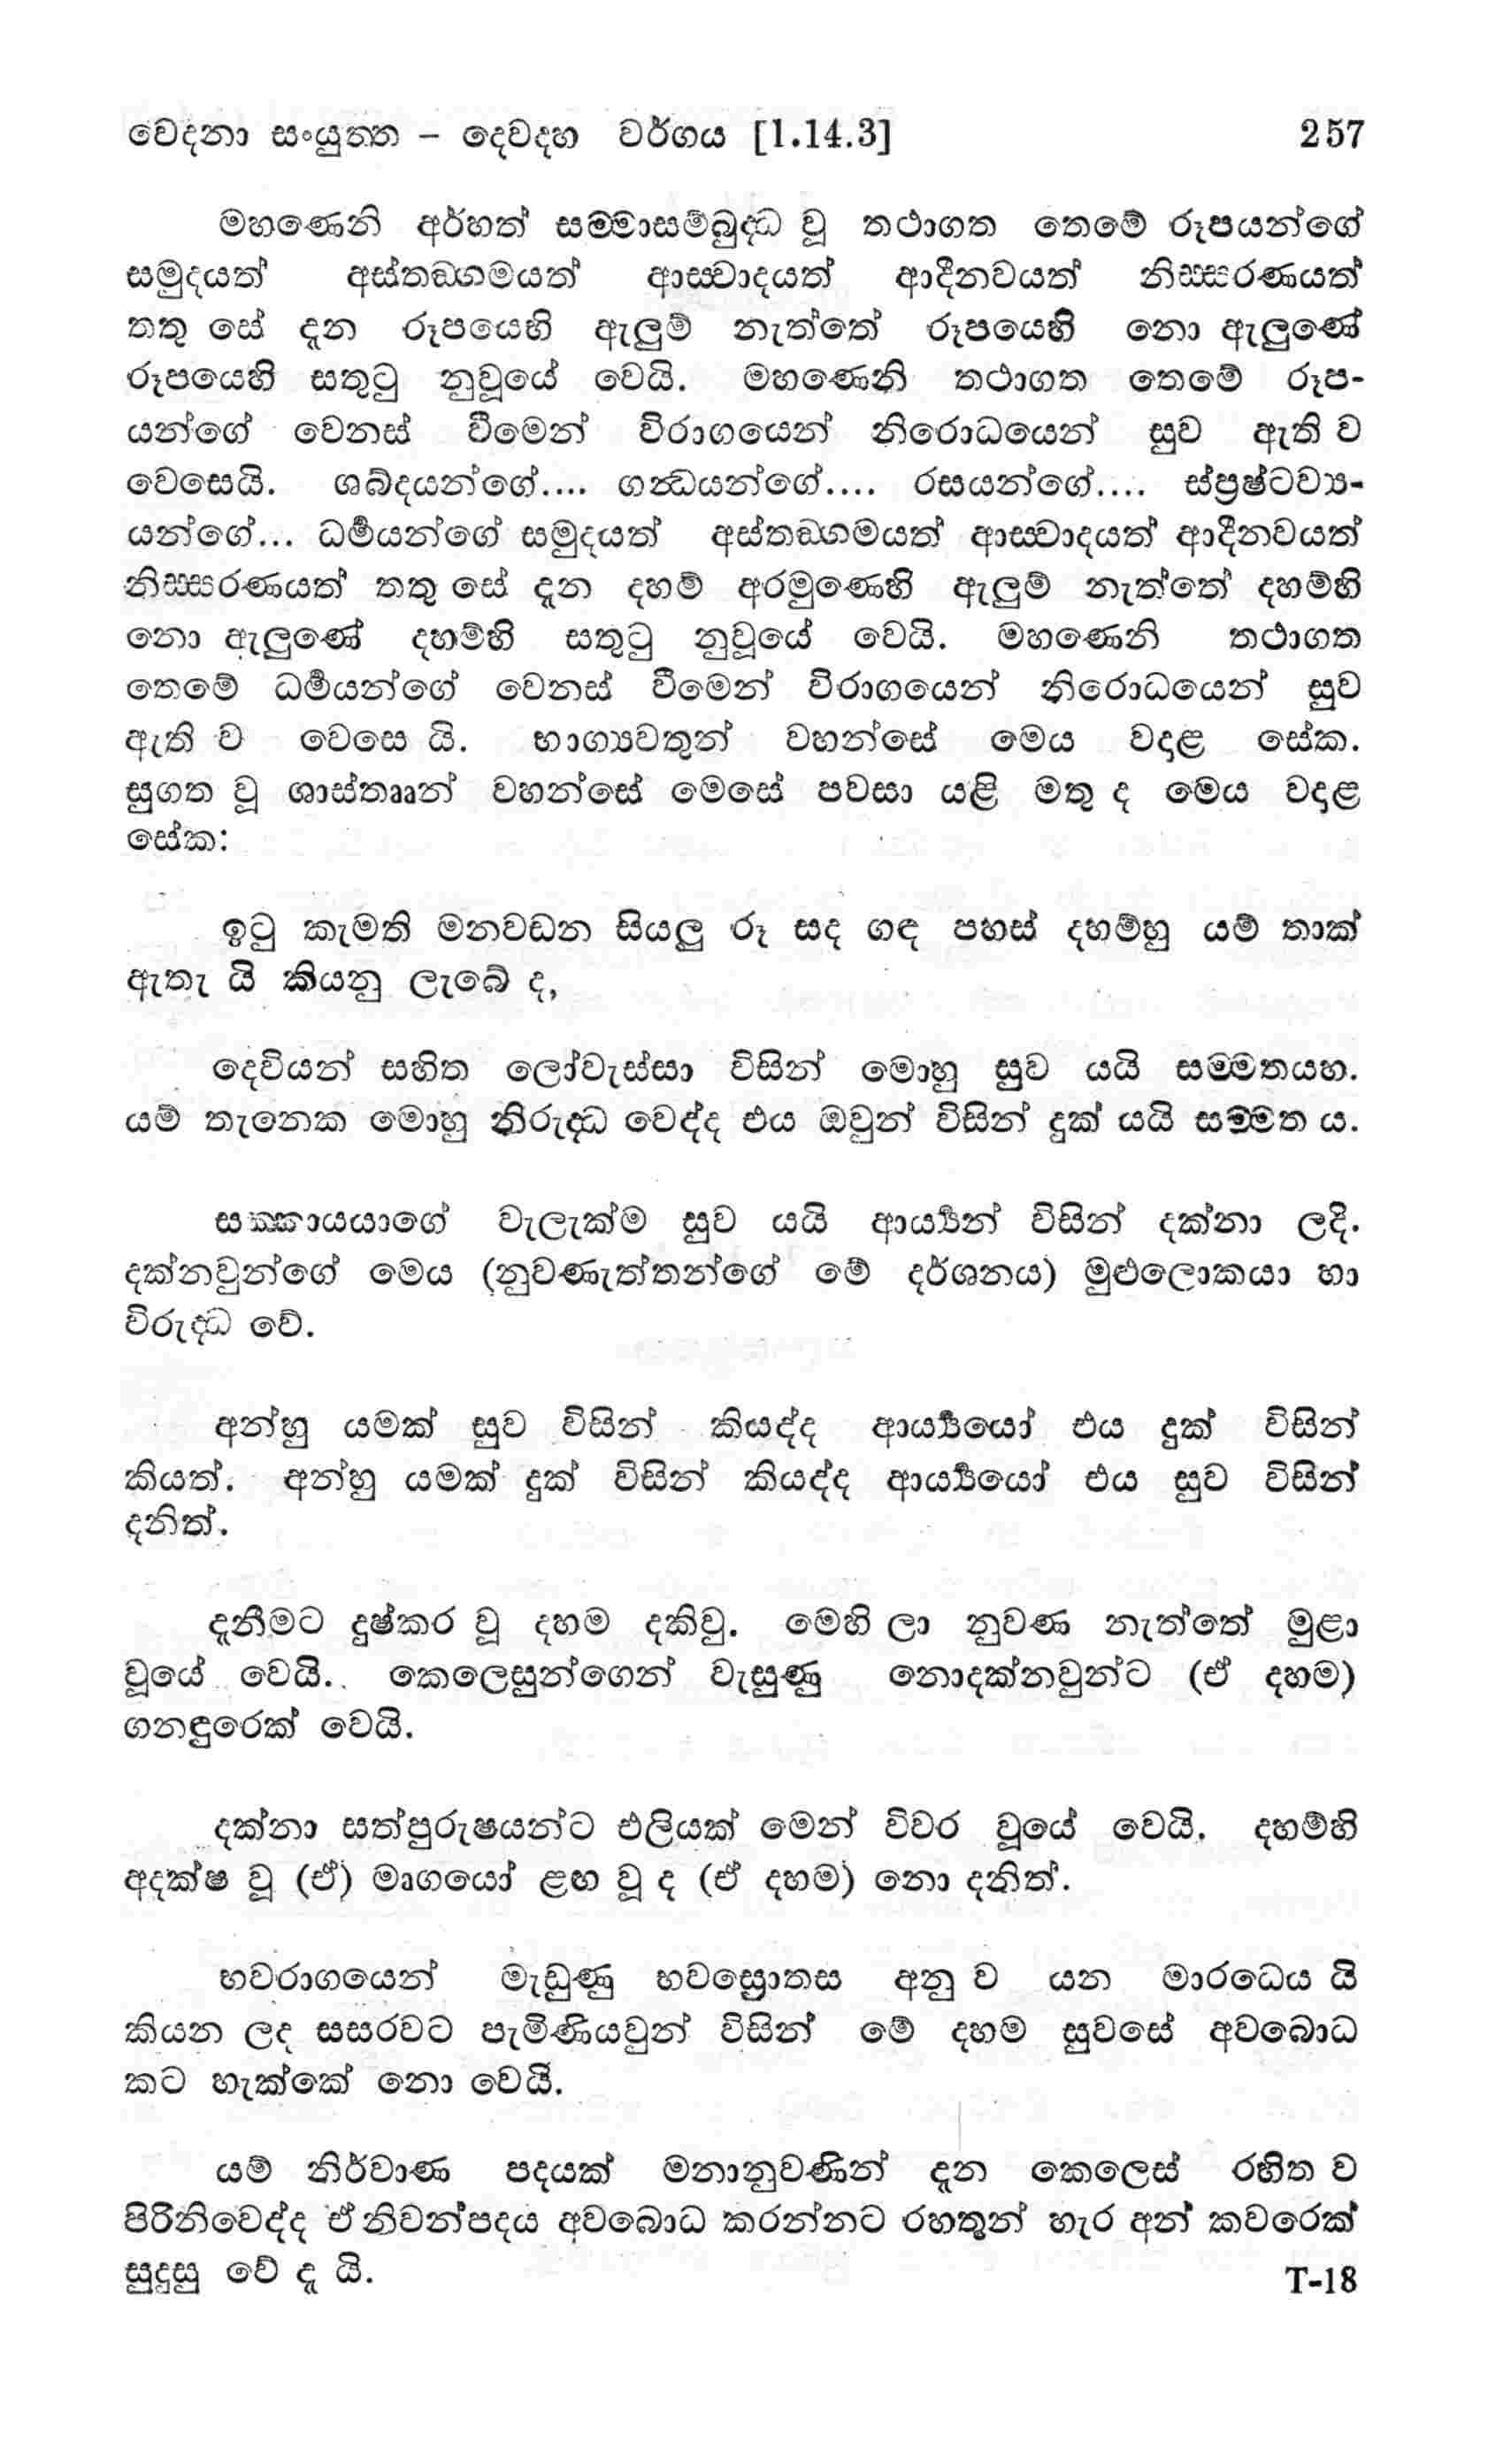 වෙදනා සංයුත්ත – දෙවදහ වර්ගය [1.14.3] 257
මහණෙනි අර්හත් සම්මාසම්බුද්ධ වූ තථාගත තෙමේ රූපයන්ගේ
සමුදයත් අස්තඞ්ගමයත් ආස්වාදයත් ආදීනවයත් නිස්සරණයත්
තතු සේ දැන රූපයෙහි ඇලුම් නැත්තේ රූපයෙහි නො ඇලුණේ
රූපයෙහි සතුටු නුවූයේ වෙයි. මහණෙනි තථාගත තෙමේ රූප-
යන්ගේ වෙනස් වීමෙන් විරාගයෙන් නිරොධයෙන් සුව ඇති ව
වෙසෙයි. ශබ්දයන්ගේ.... ගන්ධයන්ගේ.... රසයන්ගේ.... ස්ප්‍රෂ්ටව්‍ය-
යන්ගේ... ධර්‍මයන්ගේ සමුදයත් අස්තඞ්ගමයත් ආස්වාදයත් ආදීනවයත්
නිස්සරණයත් තතු සේ දැන දහම් අරමුණෙහි ඇලුම් නැත්තේ දහම්හි
නො ඇලුණේ දහම්හි සතුටු නුවූයේ වෙයි. මහණෙනි තථාගත
තෙමේ ධර්‍මයන්ගේ වෙනස් වීමෙන් විරාගයෙන් නිරොධයෙන් සුව
ඇති ව වෙසෙ යි. භාග්‍යවතුන් වහන්සේ මෙය වදාළ සේක.
සුගත වූ ශාස්තෲන් වහන්සේ මෙසේ පවසා යළි මතු ද මෙය වදාළ
සේක:
ඉටු කැමති මනවඩන සියලු රූ සද ගඳ පහස් දහම්හු යම් තාක්
ඇතැ යි කියනු ලැබේ ද,
දෙවියන් සහිත ලෝවැස්සා විසින් මොහු සුව යයි සම්මතයහ.
යම් තැනෙක මොහු නිරුද්ධ වෙද්ද එය ඔවුන් විසින් දුක් යයි සම්මත ය.
සක්කායයාගේ වැලැක්ම සුව යයි ආර්‍ය්‍යන් විසින් දක්නා ලදි.
දක්නවුන්ගේ මෙය (නුවණැත්තන්ගේ මේ දර්ශනය) මුළුලොකයා හා
විරුද්ධ වේ.
අන්හු යමක් සුව විසින් කියද්ද ආර්‍ය්‍යයෝ එය දුක් විසින්
කියත්. අන්හු යමක් දුක් විසින් කියද්ද ආර්‍ය්‍යයෝ එය සුව විසින්
දනිත්.
දැනීමට දුෂ්කර වූ දහම දකිවු. මෙහි ලා නුවණ නැත්තේ මුළා
වූයේ වෙයි. කෙලෙසුන්ගෙන් වැසුණු නොදක්නවුන්ට (ඒ දහම)
ගනඳුරෙක් වෙයි.
දක්නා සත්පුරුෂයන්ට එලියක් මෙන් විවර වූයේ වෙයි. දහම්හි
අදක්ෂ වූ (ඒ) මෘගයෝ ළඟ වූ ද (ඒ දහම) නො දනිත්.
භවරාගයෙන් මැඩුණු භවස්‍රොතස අනු ව යන මාරධෙය යි
කියන ලද සසරවට පැමිණියවුන් විසින් මේ දහම සුවසේ අවබොධ
කට හැක්කේ නො වෙයි.
යම් නිර්වාණ පදයක් මනානුවණින් දැන කෙලෙස් රහිත ව
පිරිනිවෙද්ද ඒ නිවන්පදය අවබොධ කරන්නට රහතුන් හැර අන් කවරෙක්
සුදුසු වේ දැ යි. T-18